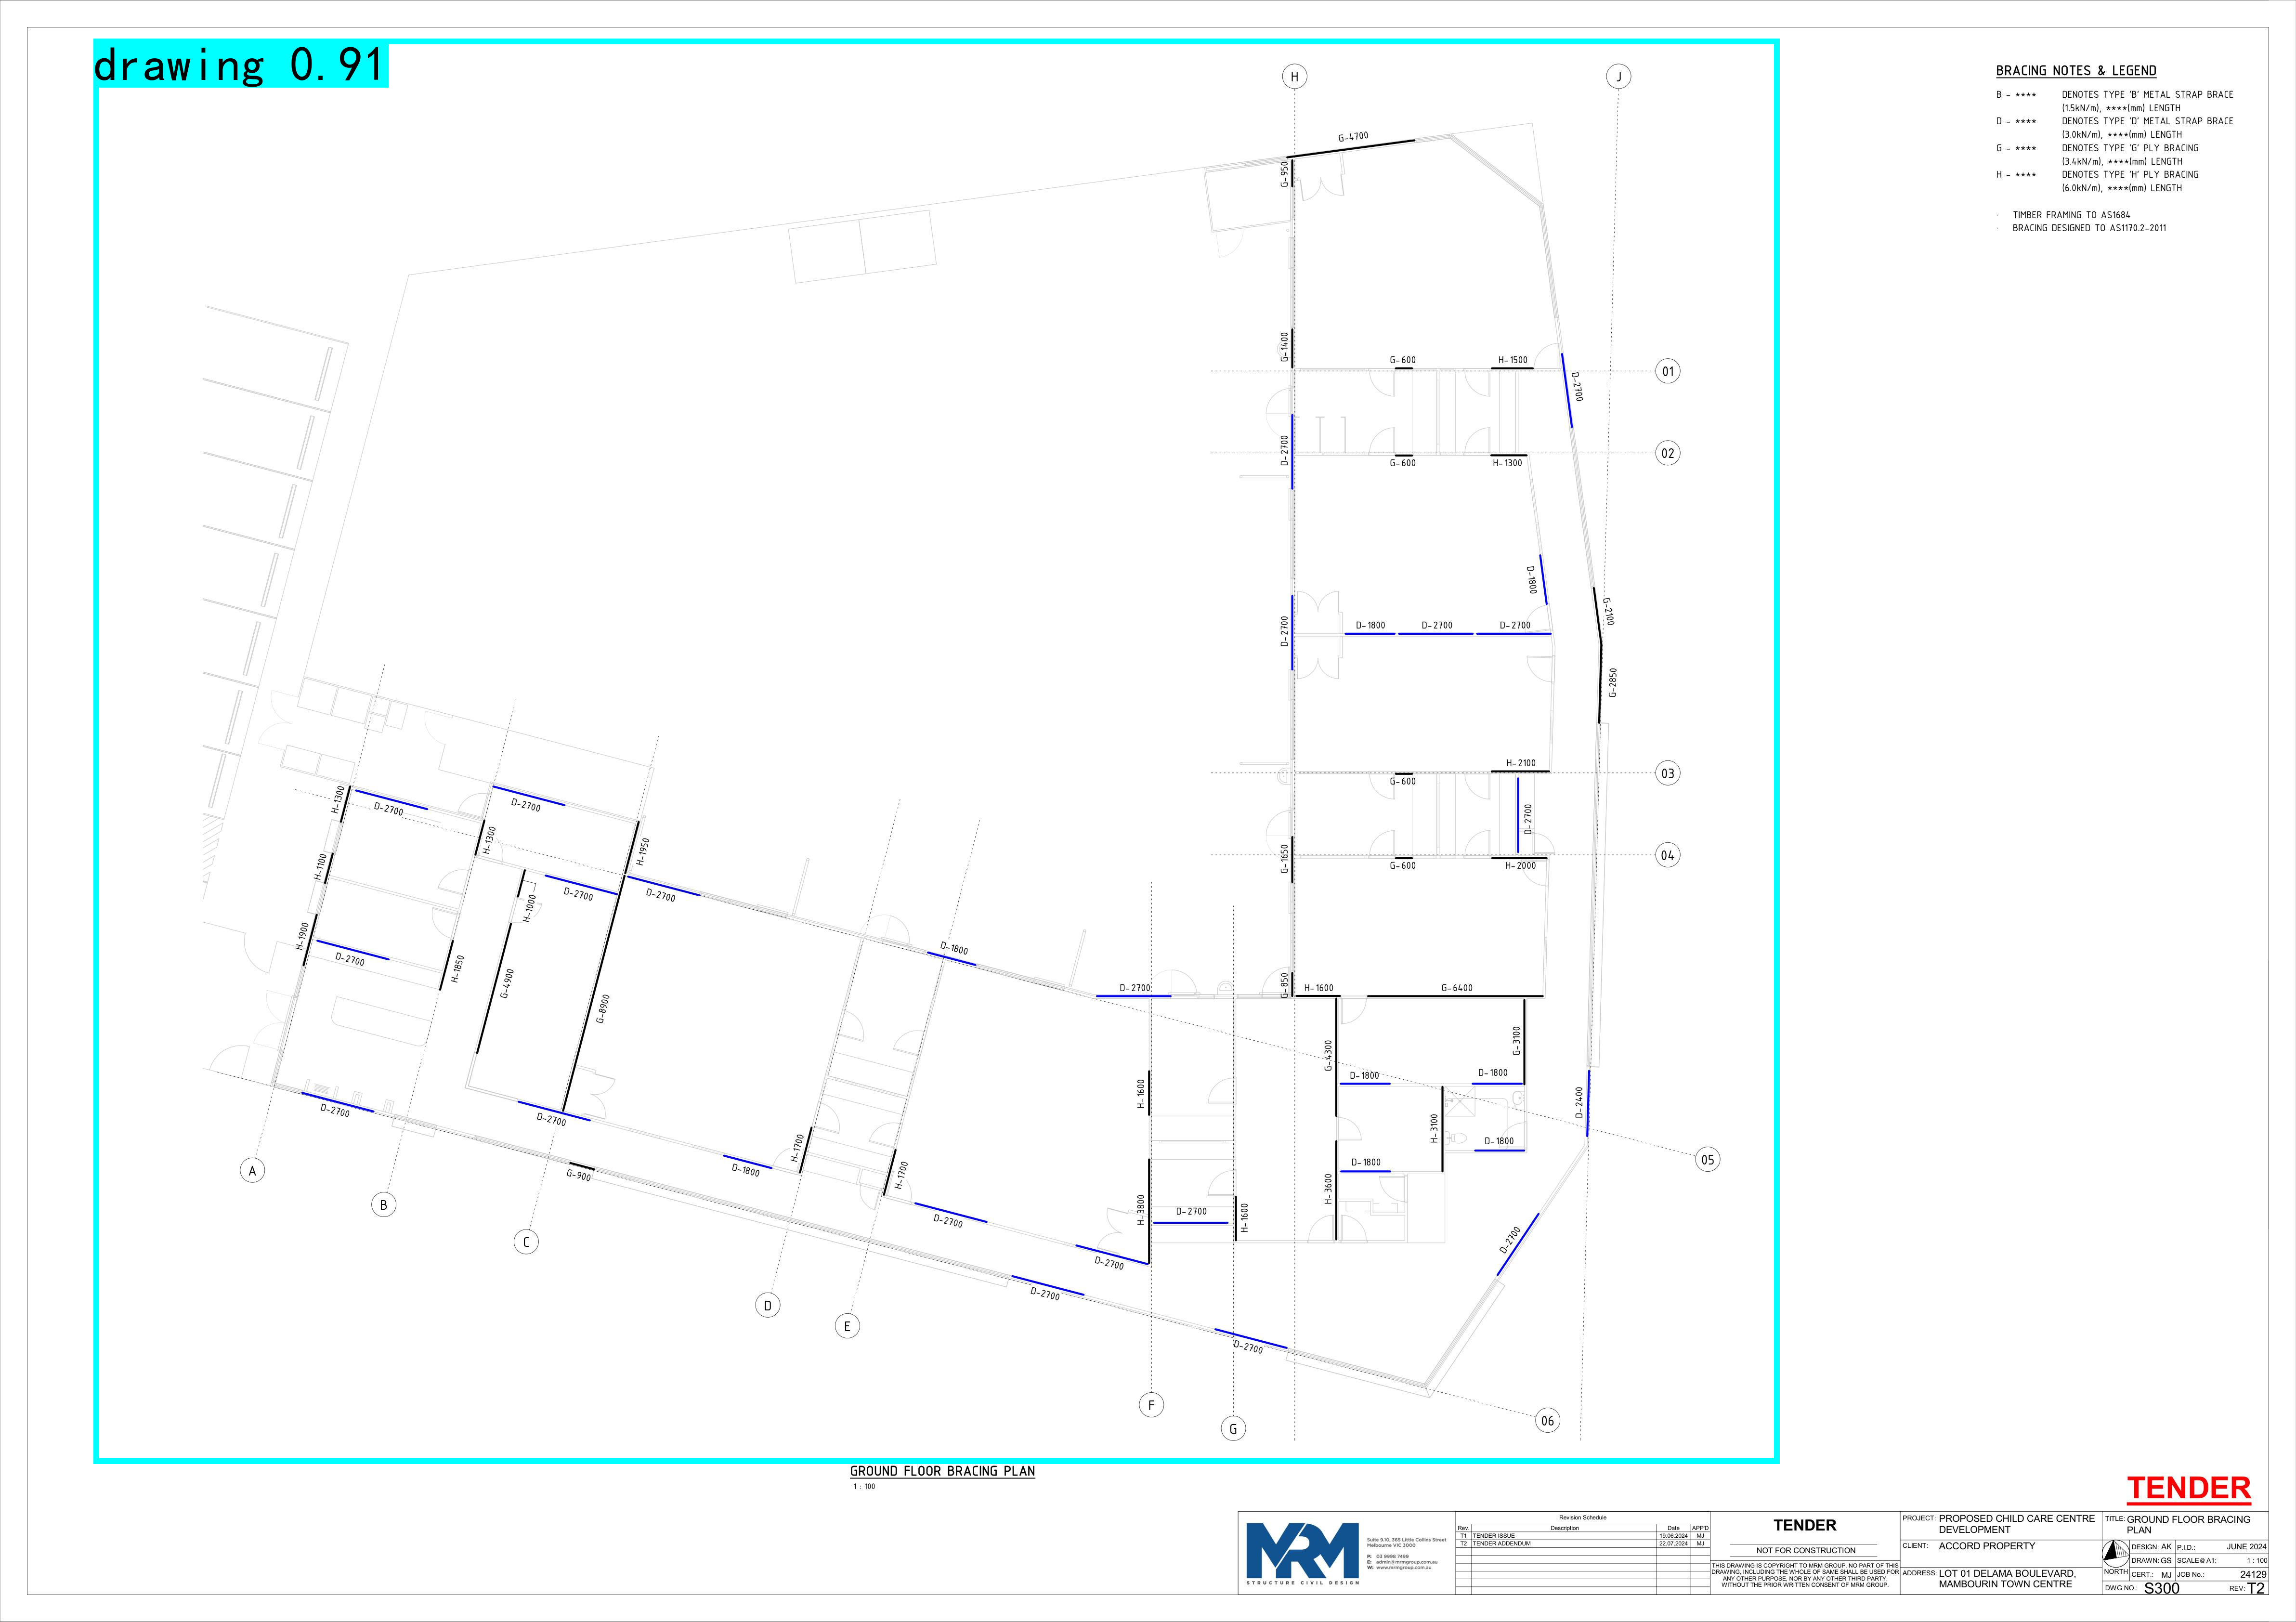 drawing 0.91
H
J
BRACING NOTES & LEGEND
B - **** DENOTES TYPE 'B' METAL STRAP BRACE
(1.5kN/m), ****(mm) LENGTH
D - **** DENOTES TYPE 'D' METAL STRAP BRACE
(3.0kN/m), ****(mm) LENGTH
G - **** DENOTES TYPE 'G' PLY BRACING
(3.4kN/m), ****(mm) LENGTH
H - **** DENOTES TYPE 'H' PLY BRACING
(6.0kN/m), ****(mm) LENGTH
· TIMBER FRAMING TO AS1684
· BRACING DESIGNED TO AS1170.2-2011
G-4700
G-950
G-1400
G-600
H-1500
01
D-2700
D-2700
02
G-600
H-1300
D-1800
G-2100
D-2700
D-1800
D-2700
D-2700
G-2850
H-2100
03
G-600
D-2700
G-1650
04
G-600
H-2000
H-1300
D-2700
D-2700
H-1300
H-1950
H-1100
D-2700
D-2700
H-1000
H-1900
D-2700
H-1850
G-4900
G-8900
D-1800
D-2700
G-850
H-1600
G-6400
G-4300
G-3100
D-1800
D-1800
H-1600
D-2400
D-2700
D-2700
H-3100
D-1800
H-1700
D-1800
G-900
H-1700
D-1800
H-3600
05
A
B
C
D-2700
H-3800
D-2700
H-1600
D-2700
D-2700
D-2700
D-2700
D
E
F
G
06
GROUND FLOOR BRACING PLAN
1 : 100
TENDER
MRM
STRUCTURE CIVIL DESIGN
Suite 9.10, 365 Little Collins Street
Melbourne VIC 3000
P: 03 9998 7499
E: admin@mrmgroup.com.au
W: www.mrmgroup.com.au
Revision Schedule
Rev. Description Date APP'D
T1 TENDER ISSUE 19.06.2024 MJ
T2 TENDER ADDENDUM 22.07.2024 MJ
TENDER
NOT FOR CONSTRUCTION
THIS DRAWING IS COPYRIGHT TO MRM GROUP. NO PART OF THIS
DRAWING, INCLUDING THE WHOLE OF SAME SHALL BE USED FOR
ANY OTHER PURPOSE, NOR BY ANY OTHER THIRD PARTY,
WITHOUT THE PRIOR WRITTEN CONSENT OF MRM GROUP.
PROJECT: PROPOSED CHILD CARE CENTRE
DEVELOPMENT
CLIENT: ACCORD PROPERTY
ADDRESS: LOT 01 DELAMA BOULEVARD,
MAMBOURIN TOWN CENTRE
TITLE: GROUND FLOOR BRACING
PLAN
DESIGN: AK P.I.D.: JUNE 2024
DRAWN: GS SCALE @ A1: 1 : 100
NORTH CERT.: MJ JOB No.: 24129
DWG NO.: S300 REV: T2